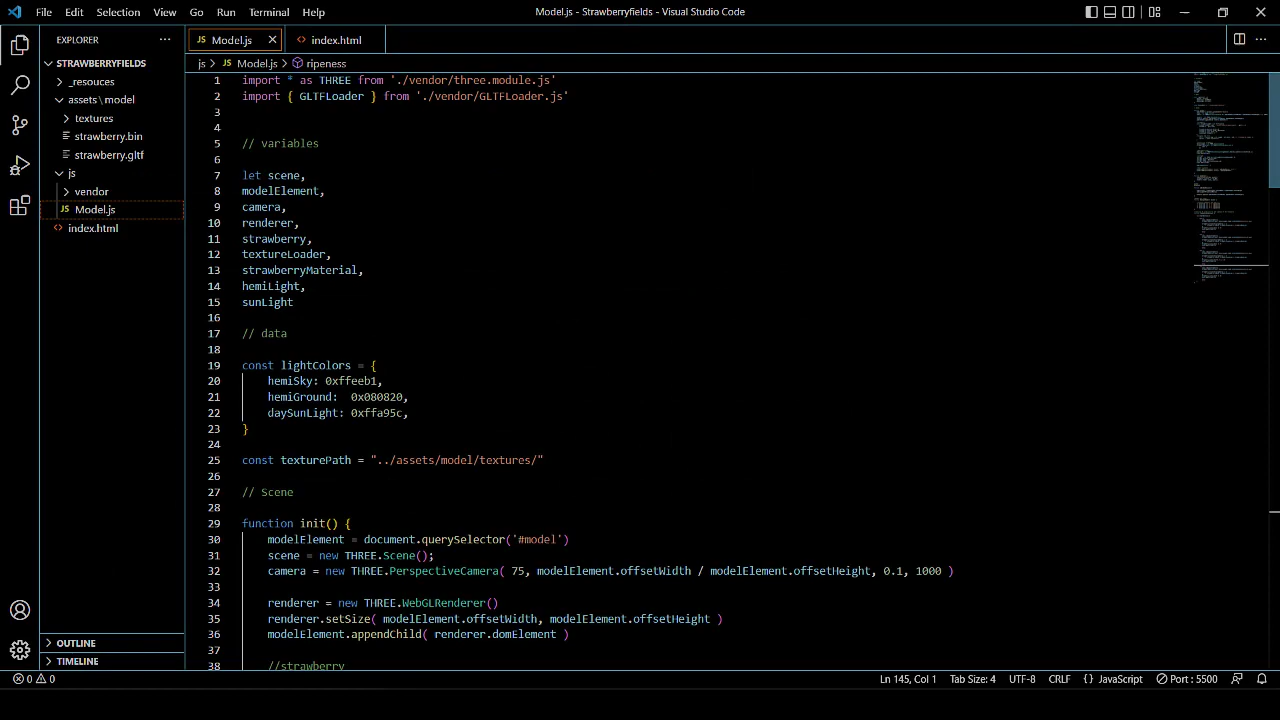 File Edit Selection View Go Run Terminal Help
Model.js - Strawberryfields - Visual Studio Code
EXPLORER
STRAWBERRYFIELDS
_resouces
assets\model
textures
strawberry.bin
strawberry.gltf
js
vendor
JS Model.js
<> index.html
OUTLINE
TIMELINE
JS Model.js
<> index.html
js > JS Model.js > ripeness
1 import * as THREE from './vendor/three.module.js'
2 import { GLTFLoader } from './vendor/GLTFLoader.js'
3
4
5 // variables
6
7 let scene,
8 modelElement,
9 camera,
10 renderer,
11 strawberry,
12 textureLoader,
13 strawberryMaterial,
14 hemiLight,
15 sunLight
16
17 // data
18
19 const lightColors = {
20 hemiSky: 0xffeeb1,
21 hemiGround:  0x080820,
22 daySunLight: 0xffa95c,
23 }
24
25 const texturePath = "../assets/model/textures/"
26
27 // Scene
28
29 function init() {
30 modelElement = document.querySelector('#model')
31 scene = new THREE.Scene();
32 camera = new THREE.PerspectiveCamera( 75, modelElement.offsetWidth / modelElement.offsetHeight, 0.1, 1000 )
33
34 renderer = new THREE.WebGLRenderer()
35 renderer.setSize( modelElement.offsetWidth, modelElement.offsetHeight )
36 modelElement.appendChild( renderer.domElement )
37
38 //strawberry
0 0
Ln 145, Col 1 Tab Size: 4 UTF-8 CRLF {} JavaScript Port : 5500